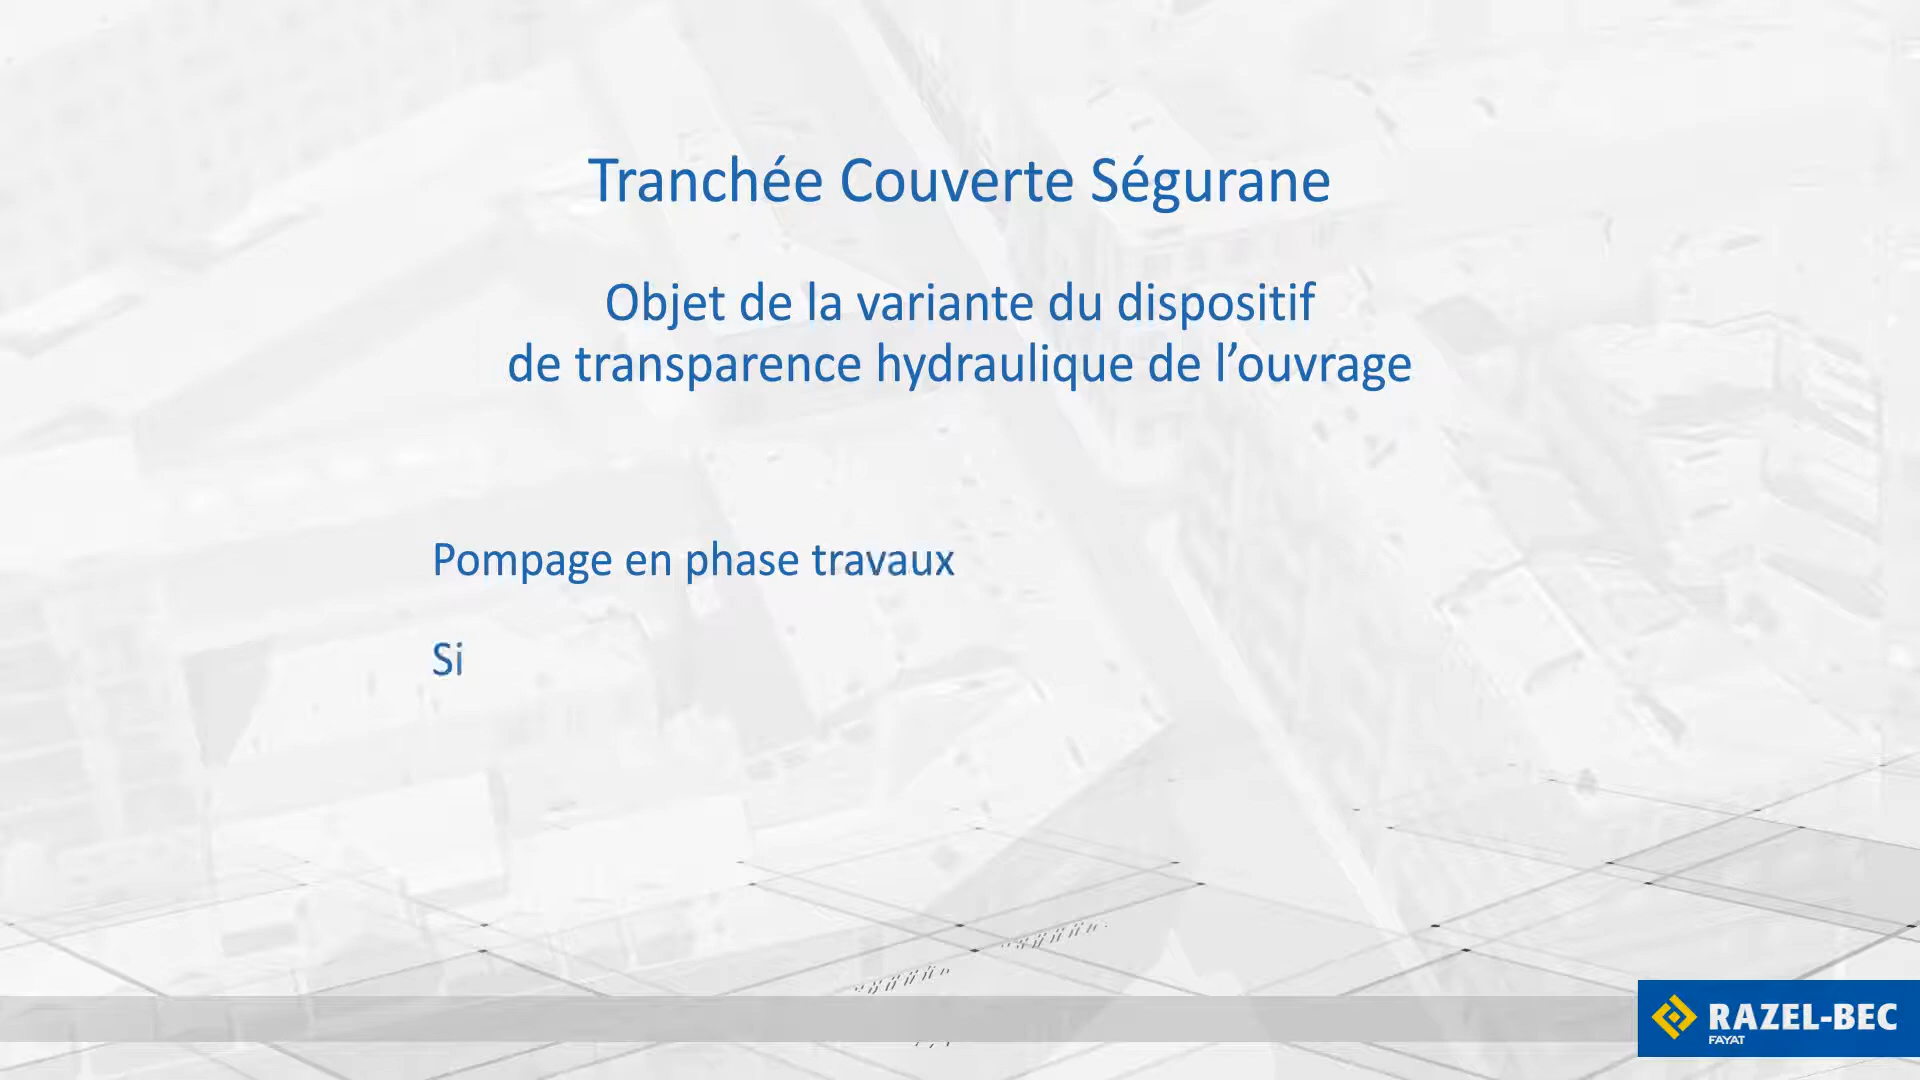 Tranchée Couverte Ségurane
Objet de la variante du dispositif
de transparence hydraulique de l’ouvrage
Pompage en phase travaux
Si
RAZEL-BEC
FAYAT